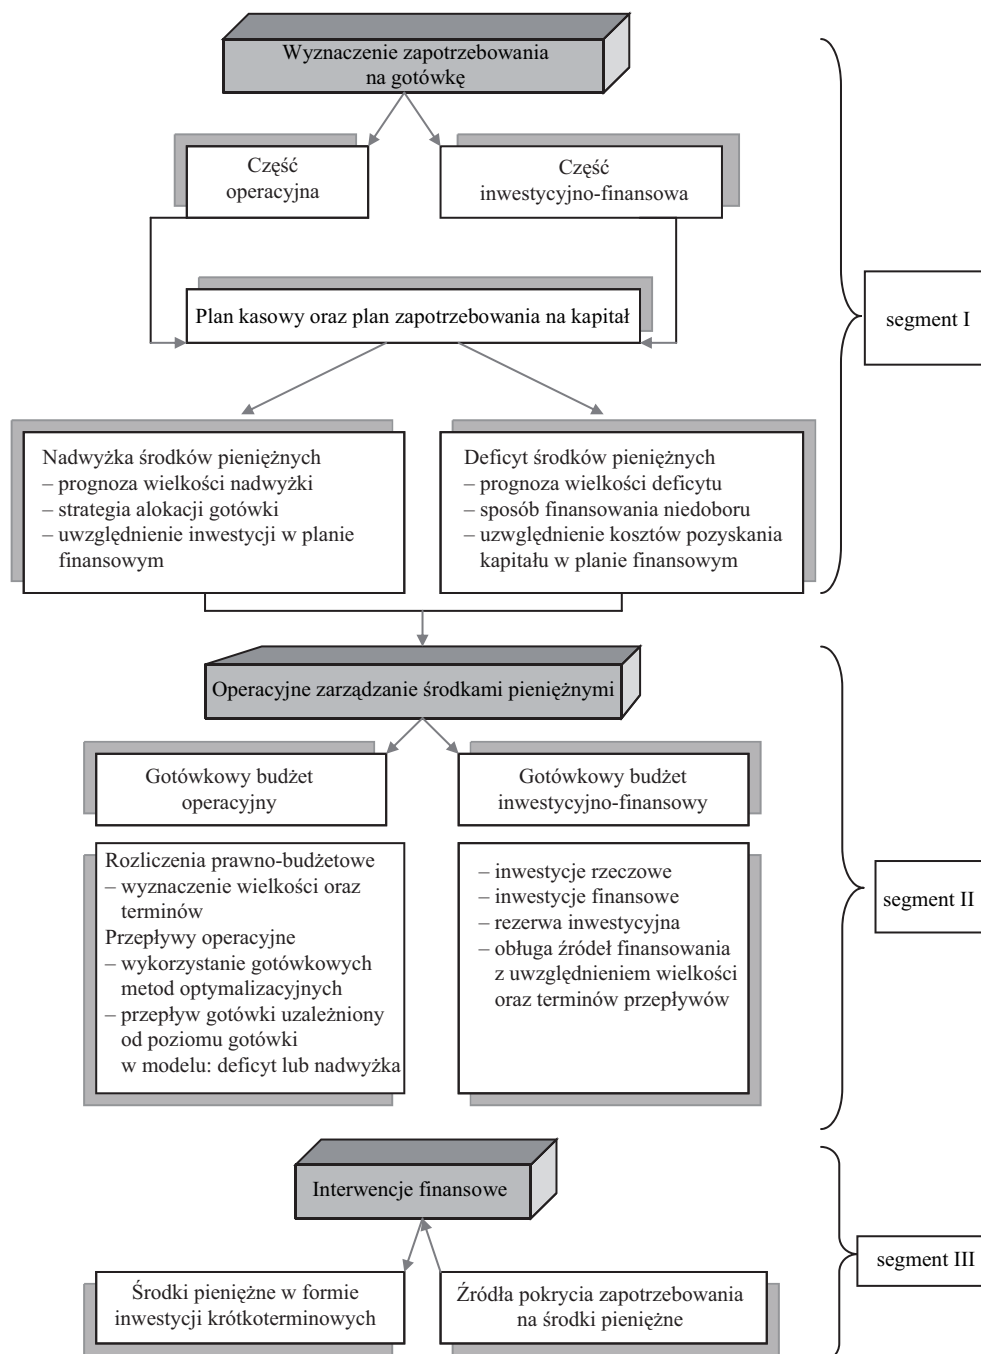 Wyznaczenie zapotrzebowania
na gotówkę
Część
operacyjna
Część
inwestycyjno-finansowa
Plan kasowy oraz plan zapotrzebowania na kapitał
segment I
Nadwyżka środków pieniężnych
– prognoza wielkości nadwyżki
– strategia alokacji gotówki
– uwzględnienie inwestycji w planie
finansowym
Deficyt środków pieniężnych
– prognoza wielkości deficytu
– sposób finansowania niedoboru
– uzwględnienie kosztów pozyskania
kapitału w planie finansowym
Operacyjne zarządzanie środkami pieniężnymi
Gotówkowy budżet
operacyjny
Gotówkowy budżet
inwestycyjno-finansowy
Rozliczenia prawno-budżetowe
– wyznaczenie wielkości oraz
terminów
Przepływy operacyjne
– wykorzystanie gotówkowych
metod optymalizacyjnych
– przepływ gotówki uzależniony
od poziomu gotówki
w modelu: deficyt lub nadwyżka
– inwestycje rzeczowe
– inwestycje finansowe
– rezerwa inwestycyjna
– obługa źródeł finansowania
z uwzględnieniem wielkości
oraz terminów przepływów
segment II
Interwencje finansowe
Środki pieniężne w formie
inwestycji krótkoterminowych
Źródła pokrycia zapotrzebowania
na środki pieniężne
segment III